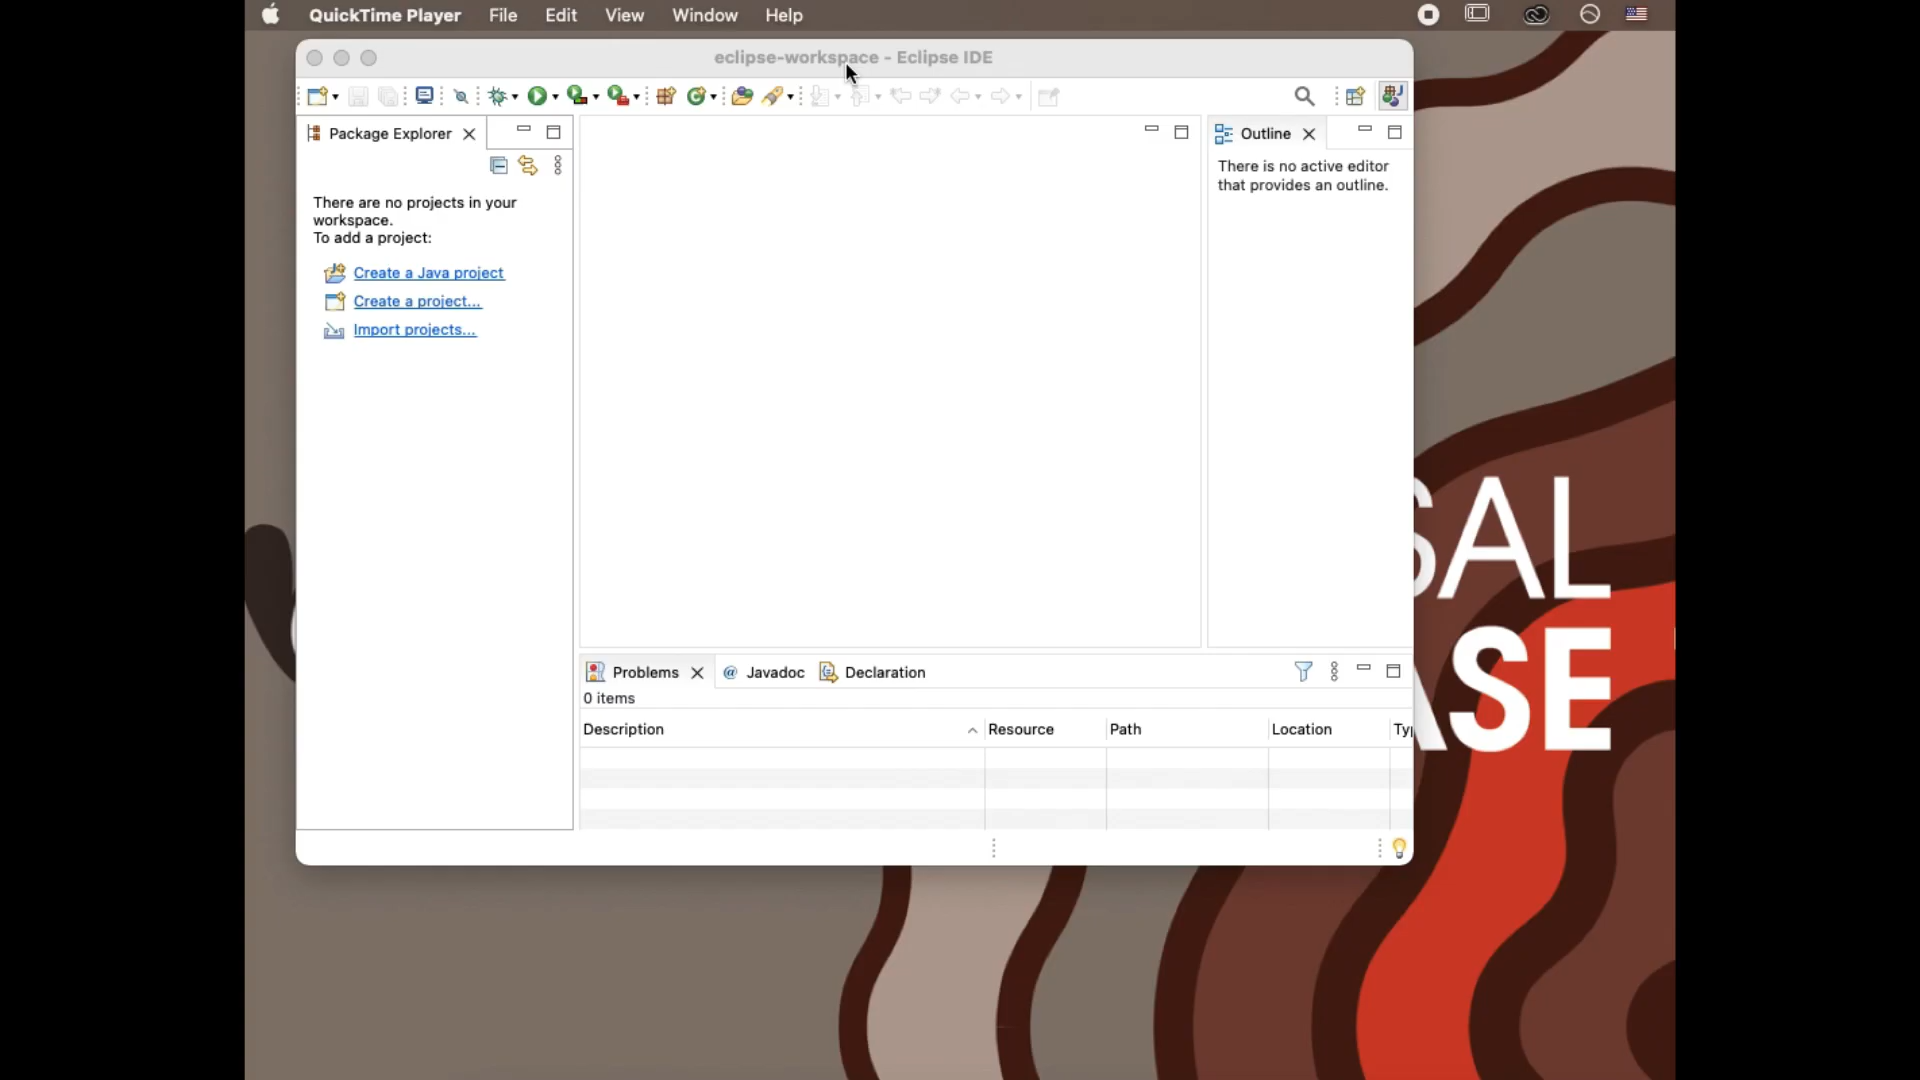 QuickTime Player File Edit View Window Help
eclipse-workspace - Eclipse IDE
Package Explorer
Outline
There are no projects in your
workspace.
To add a project:
Create a Java project
Create a project...
Import projects...
There is no active editor
that provides an outline.
Problems @ Javadoc Declaration
0 items
Description Resource Path Location
SAL
ASE